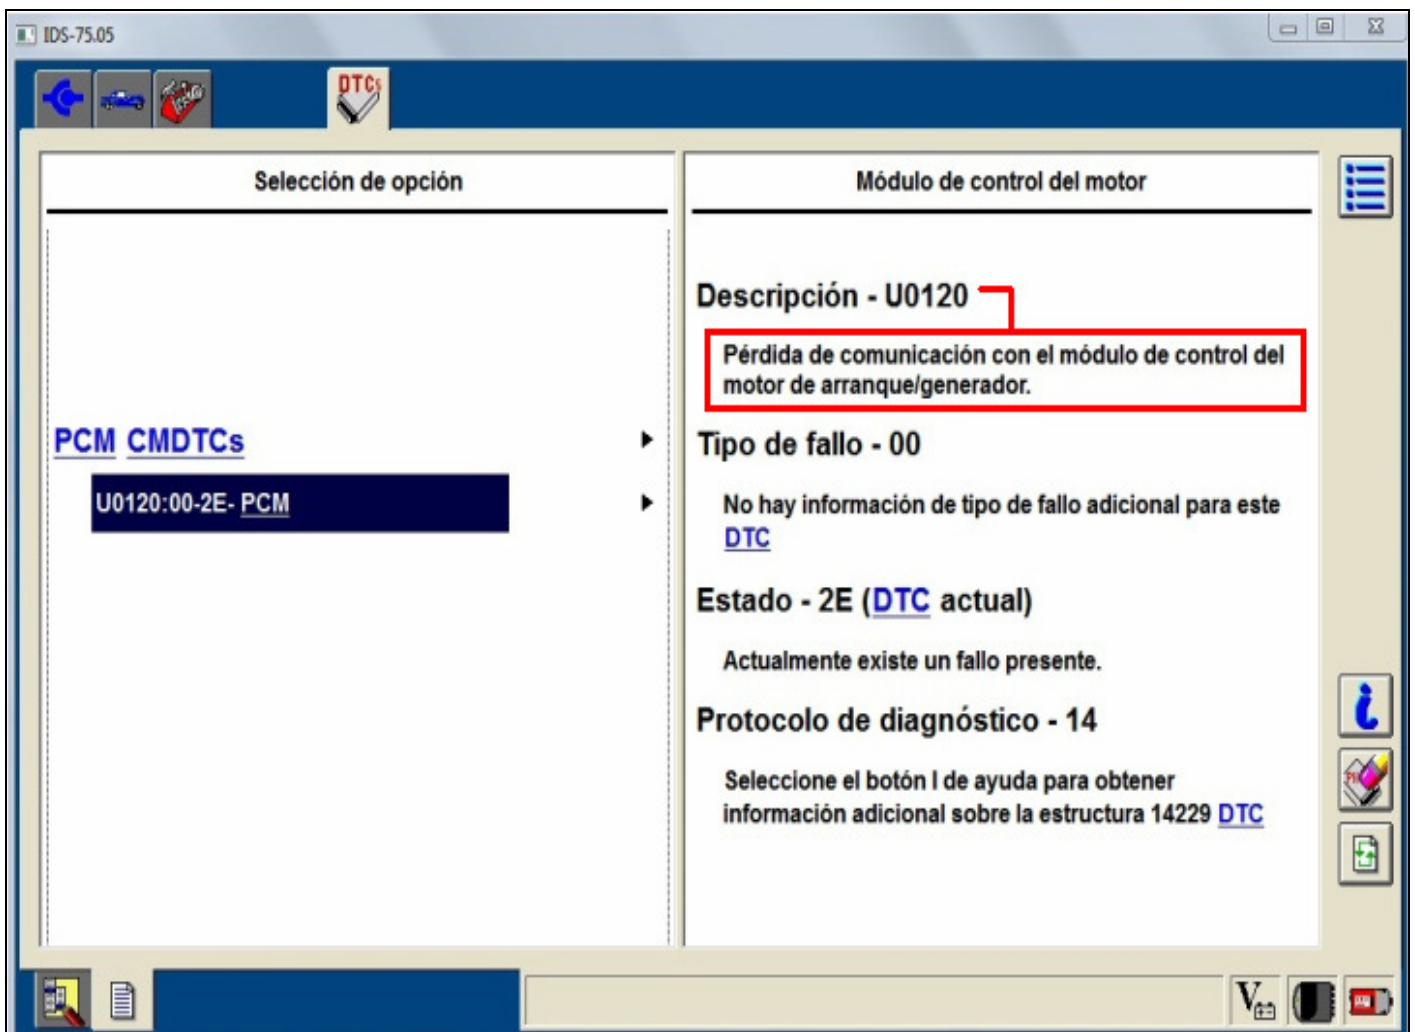 IDS-75.05
DTCs
Selección de opción
Módulo de control del motor
Descripción - U0120
Pérdida de comunicación con el módulo de control del
motor de arranque/generador.
PCM CMDTCs
Tipo de fallo - 00
U0120:00-2E- PCM
No hay información de tipo de fallo adicional para este
DTC
Estado - 2E (DTC actual)
Actualmente existe un fallo presente.
Protocolo de diagnóstico - 14
Seleccione el botón I de ayuda para obtener
información adicional sobre la estructura 14229 DTC
i
V